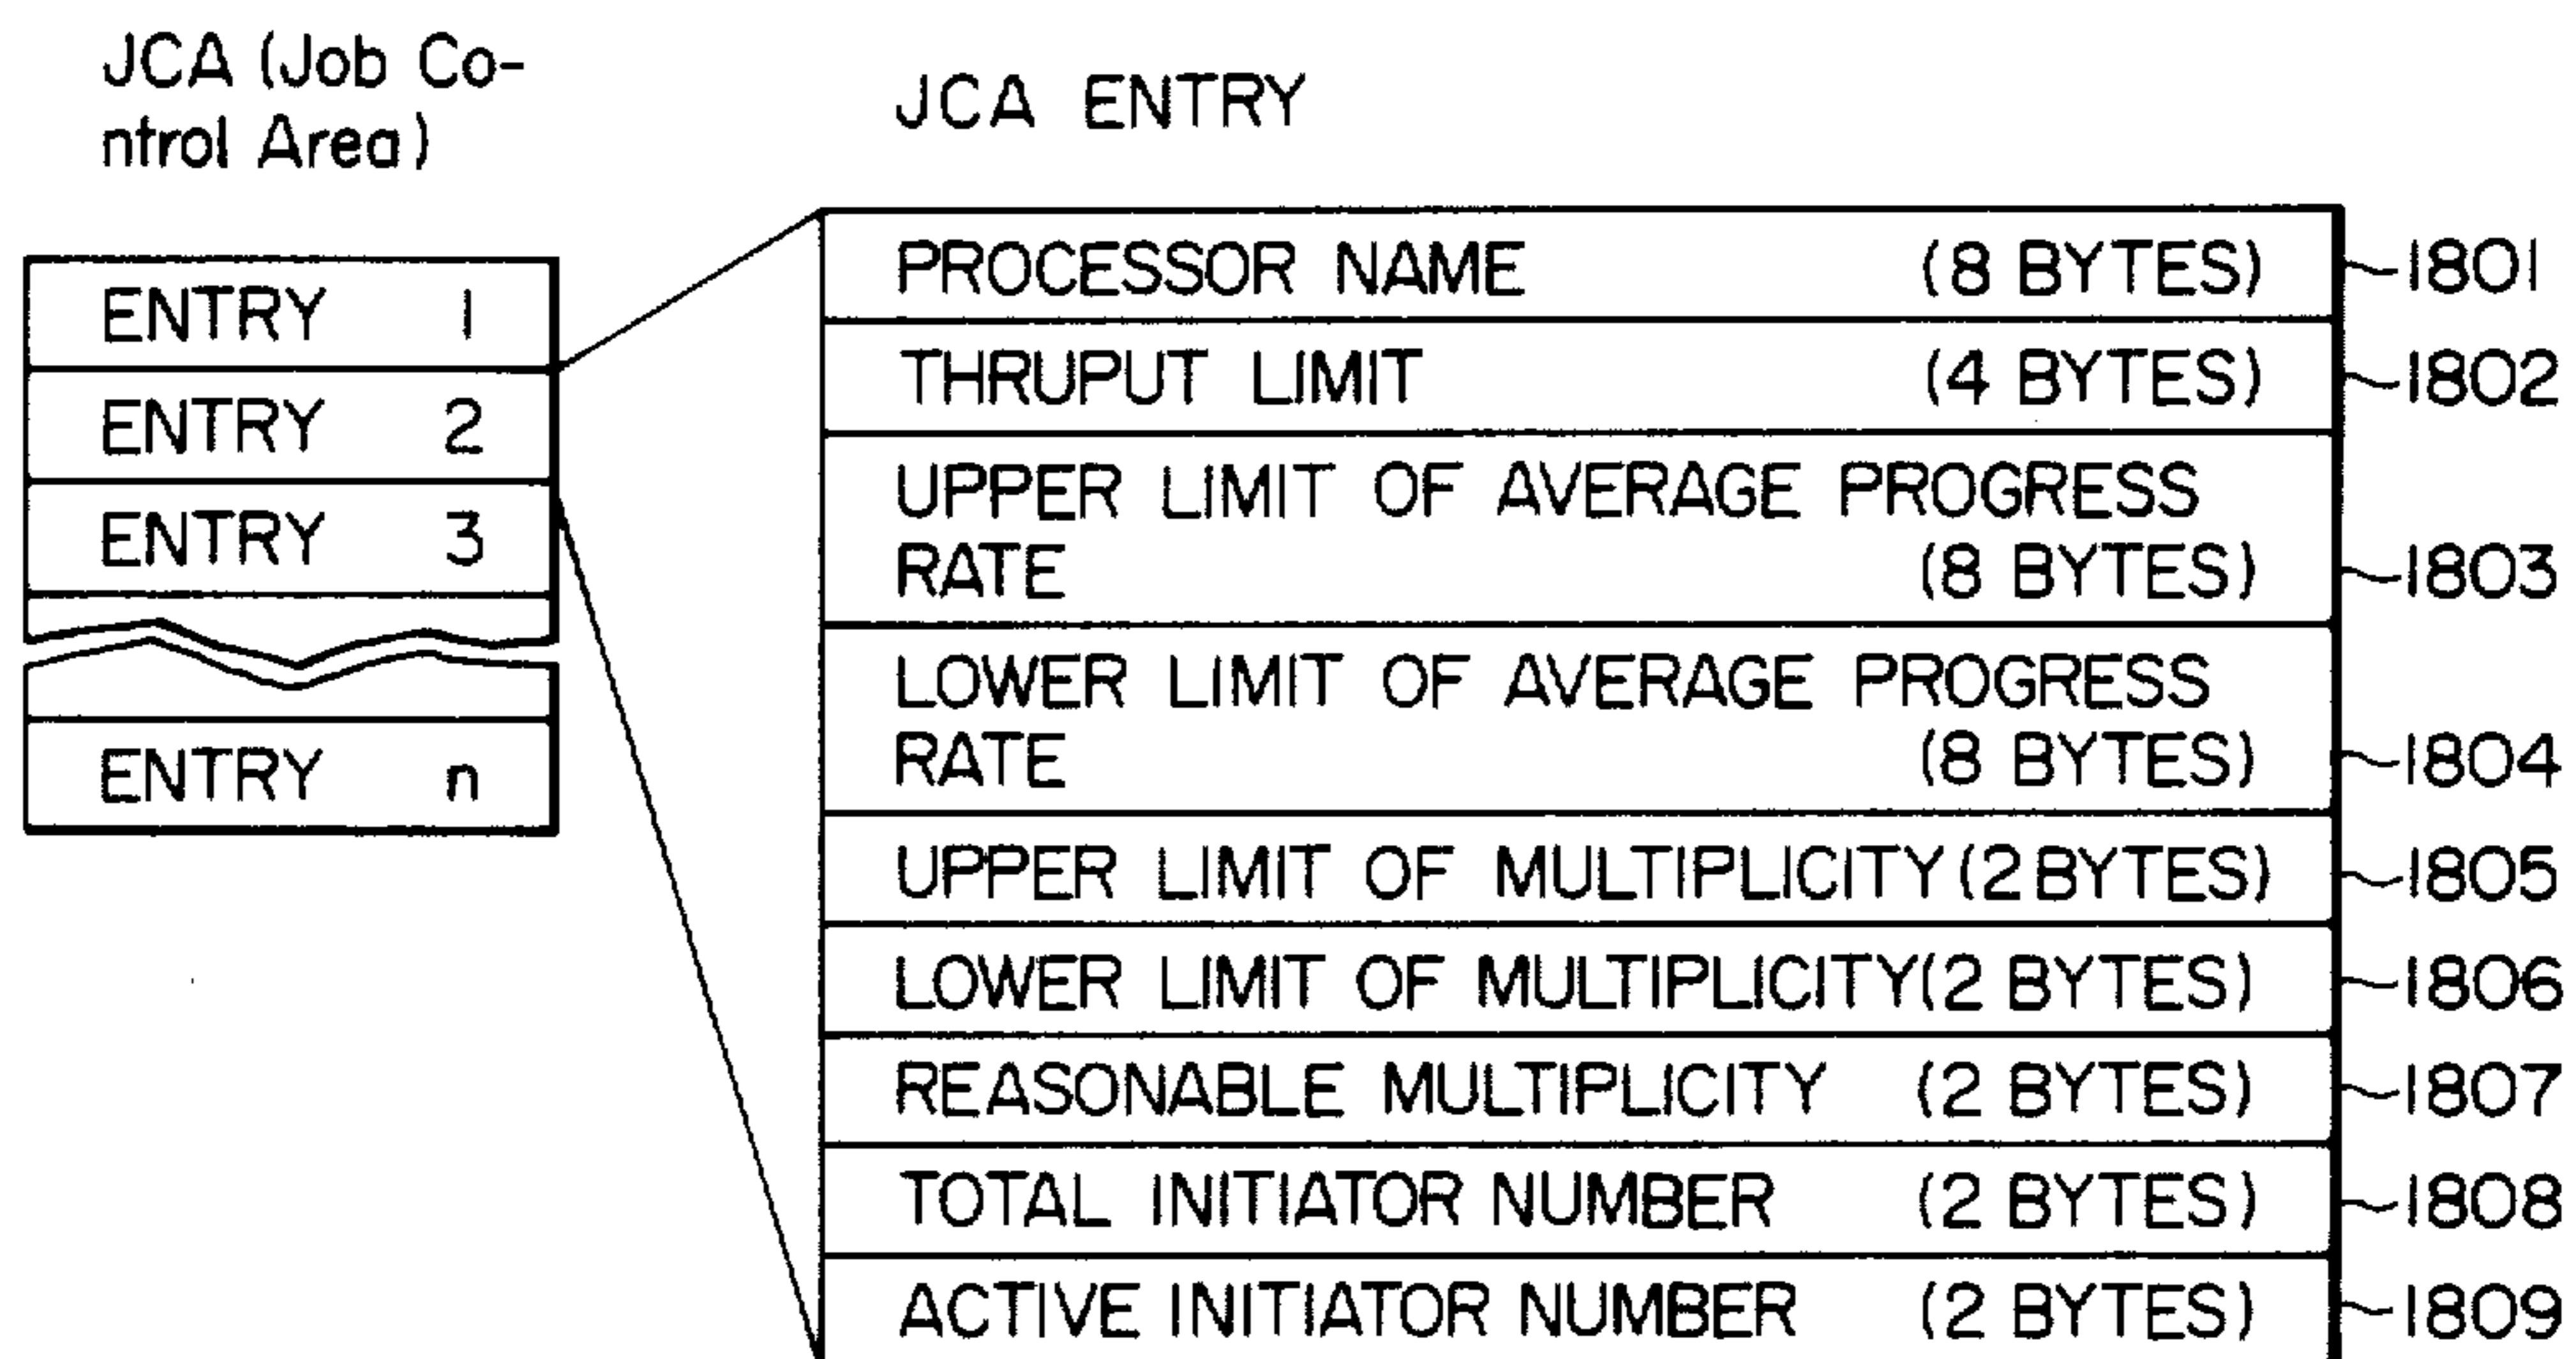 JCA (Job Co-
ntrol Area)
ENTRY 1
ENTRY 2
ENTRY 3
ENTRY n
JCA ENTRY
PROCESSOR NAME (8 BYTES) 1801
THRUPUT LIMIT (4 BYTES) 1802
UPPER LIMIT OF AVERAGE PROGRESS
RATE (8 BYTES) 1803
LOWER LIMIT OF AVERAGE PROGRESS
RATE (8 BYTES) 1804
UPPER LIMIT OF MULTIPLICITY (2 BYTES) 1805
LOWER LIMIT OF MULTIPLICITY (2 BYTES) 1806
REASONABLE MULTIPLICITY (2 BYTES) 1807
TOTAL INITIATOR NUMBER (2 BYTES) 1808
ACTIVE INITIATOR NUMBER (2 BYTES) 1809